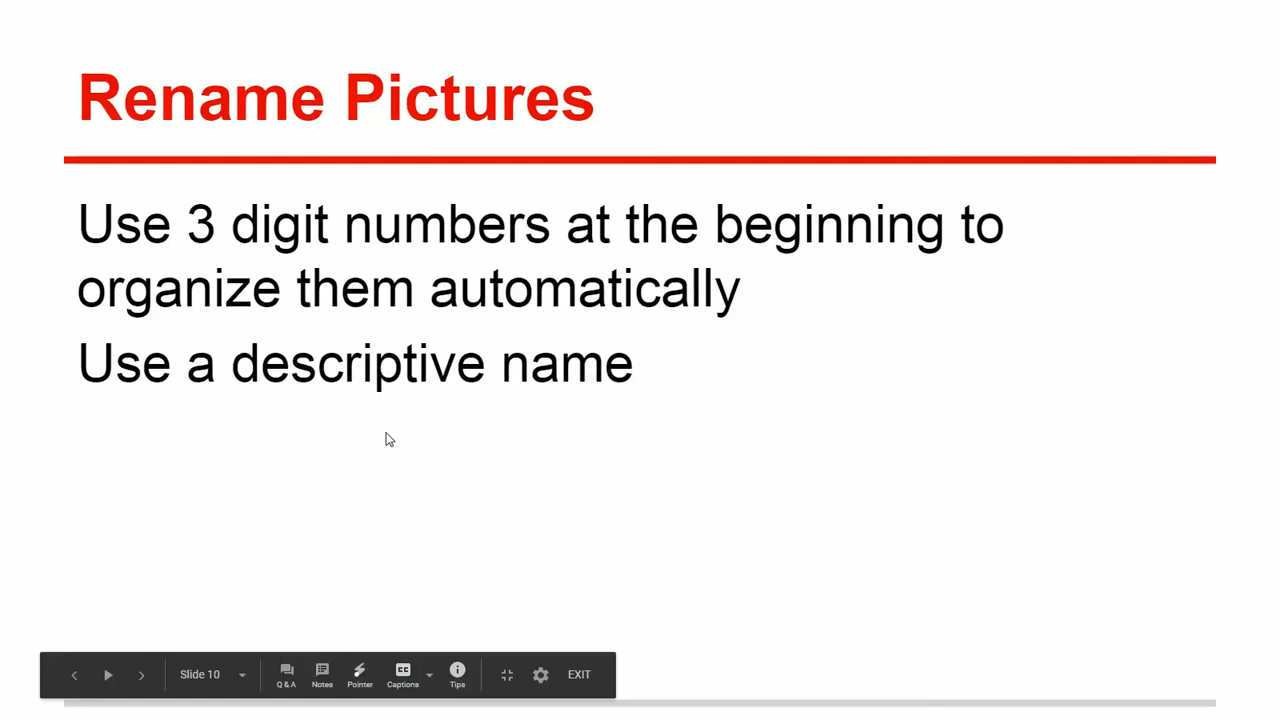 Rename Pictures
Use 3 digit numbers at the beginning to
organize them automatically
Use a descriptive name
Slide 10
Q & A
Notes
Pointer
CC
Captions
Tips
EXIT